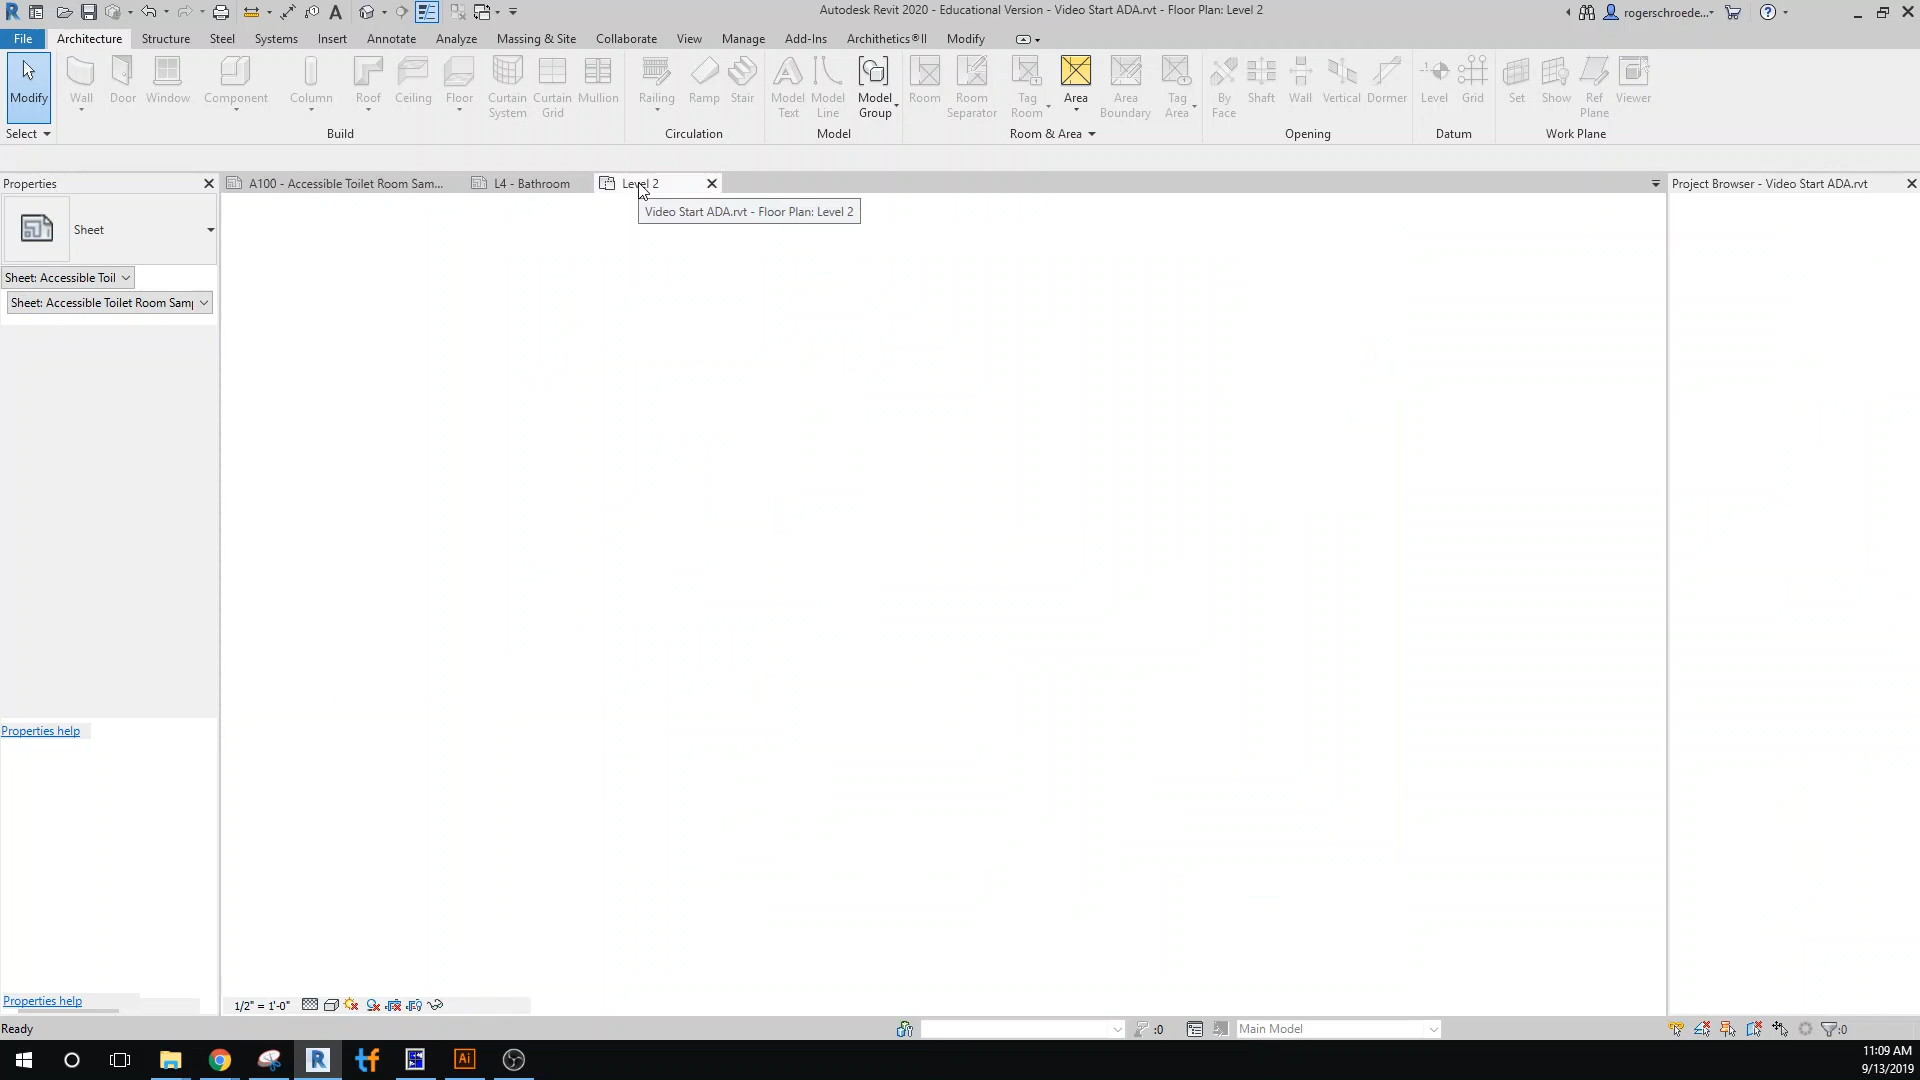 Autodesk Revit 2020 - Educational Version - Video Start ADA.rvt - Floor Plan: Level 2
rogerschroede...
File Architecture Structure Steel Systems Insert Annotate Analyze Massing & Site Collaborate View Manage Add-Ins Archithetics®II Modify
Modify Wall Door Window Component Column Roof Ceiling Floor Curtain System Curtain Grid Mullion Railing Ramp Stair Model Text Model Line Model Group Room Room Separator Tag Room Area Area Boundary Tag Area By Face Shaft Wall Vertical Dormer Level Grid Set Show Ref Plane Viewer
Select Build Circulation Model Room & Area Opening Datum Work Plane
Properties
A100 - Accessible Toilet Room Sam... L4 - Bathroom Level 2
Project Browser - Video Start ADA.rvt
Video Start ADA.rvt - Floor Plan: Level 2
Sheet
Sheet: Accessible Toil
Sheet: Accessible Toilet Room Sam
Properties help
Properties help
1/2" = 1'-0"
Ready
:0
Main Model
:0
Ai
11:09 AM
9/13/2019